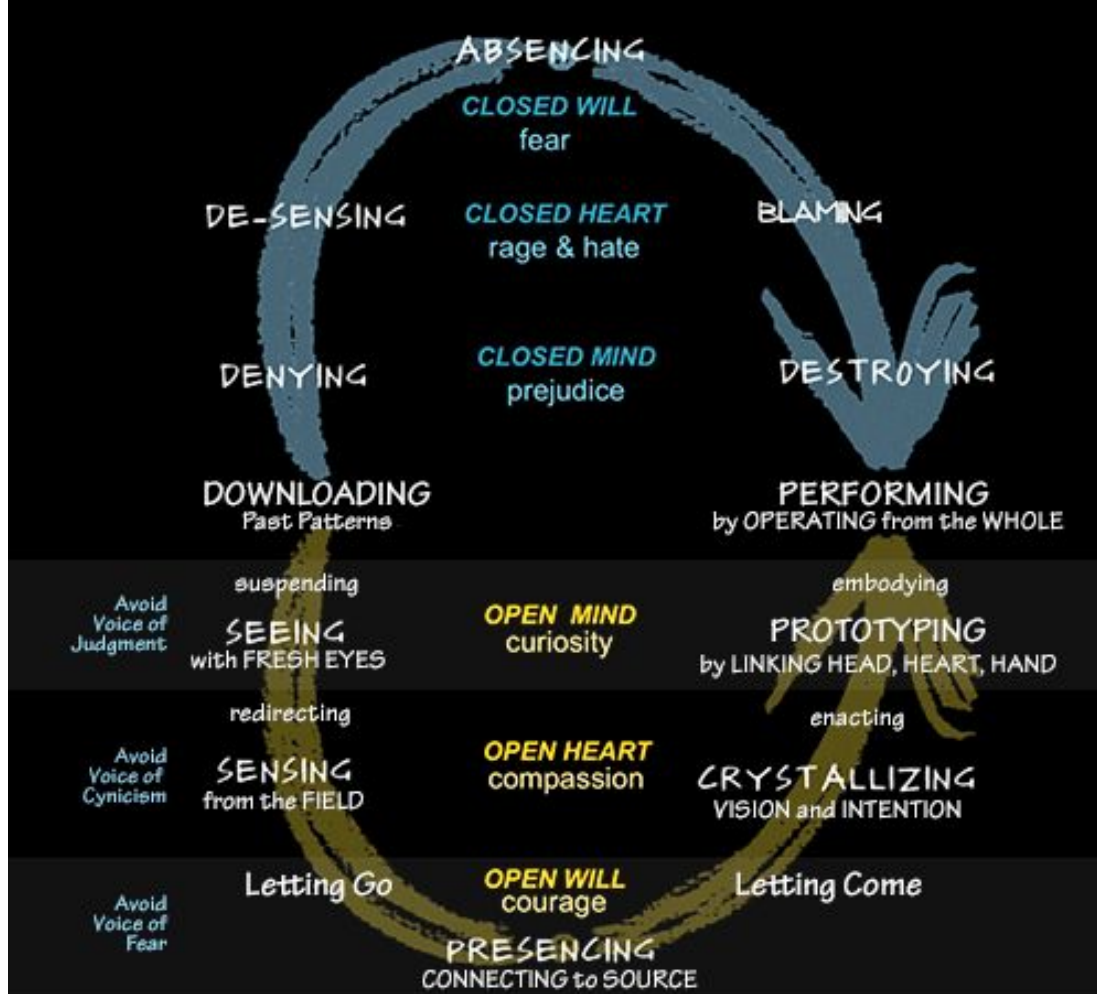 ABSENCING
CLOSED WILL
fear
DE-SENSING
CLOSED HEART
rage & hate
BLAMING
DENYING
CLOSED MIND
prejudice
DESTROYING
DOWNLOADING
Past Patterns
PERFORMING
by OPERATING from the WHOLE
Avoid
Voice of
Judgment
suspending
SEEING
with FRESH EYES
OPEN MIND
curiosity
embodying
PROTOTYPING
by LINKING HEAD, HEART, HAND
Avoid
Voice of
Cynicism
redirecting
SENSING
from the FIELD
OPEN HEART
compassion
enacting
CRYSTALLIZING
VISION and INTENTION
Avoid
Voice of
Fear
Letting Go
OPEN WILL
courage
Letting Come
PRESENCING
CONNECTING to SOURCE